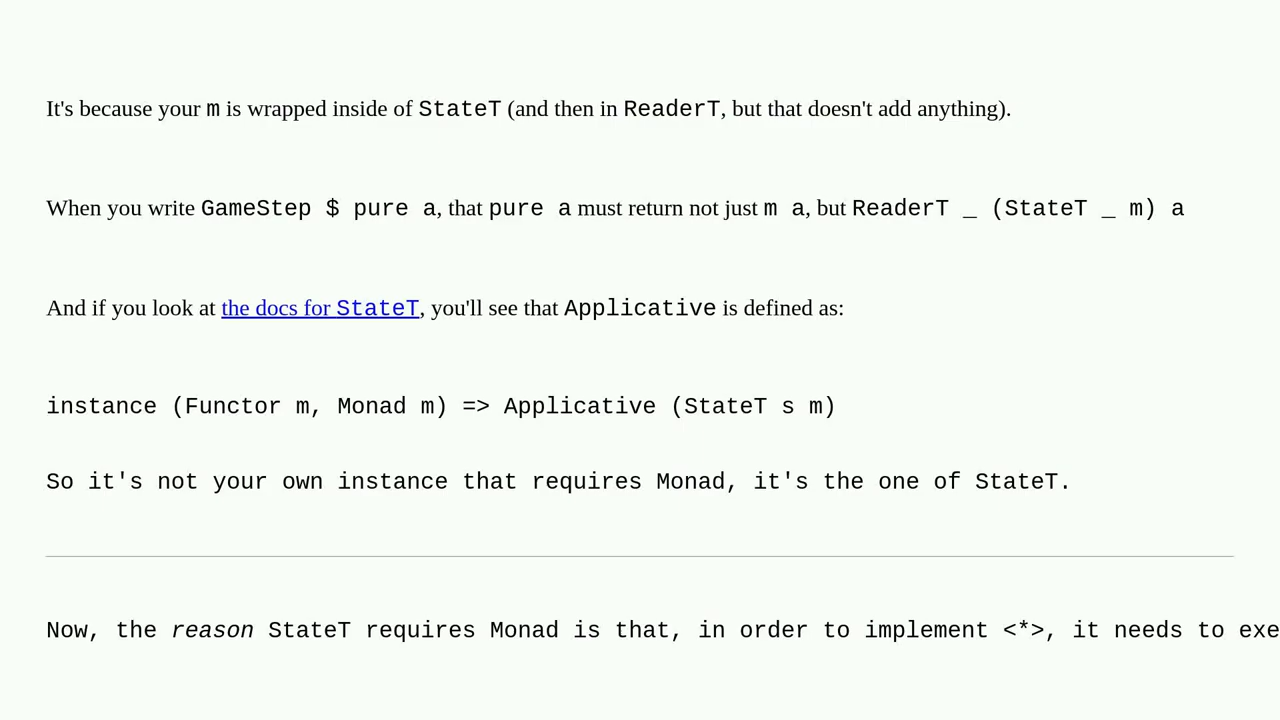 It's because your m is wrapped inside of StateT (and then in ReaderT, but that doesn't add anything).
When you write GameStep $ pure a, that pure a must return not just m a, but ReaderT _ (StateT _ m) a
And if you look at the docs for StateT, you'll see that Applicative is defined as:
instance (Functor m, Monad m) => Applicative (StateT s m)
So it's not your own instance that requires Monad, it's the one of StateT.
Now, the reason StateT requires Monad is that, in order to implement <*>, it needs to exe